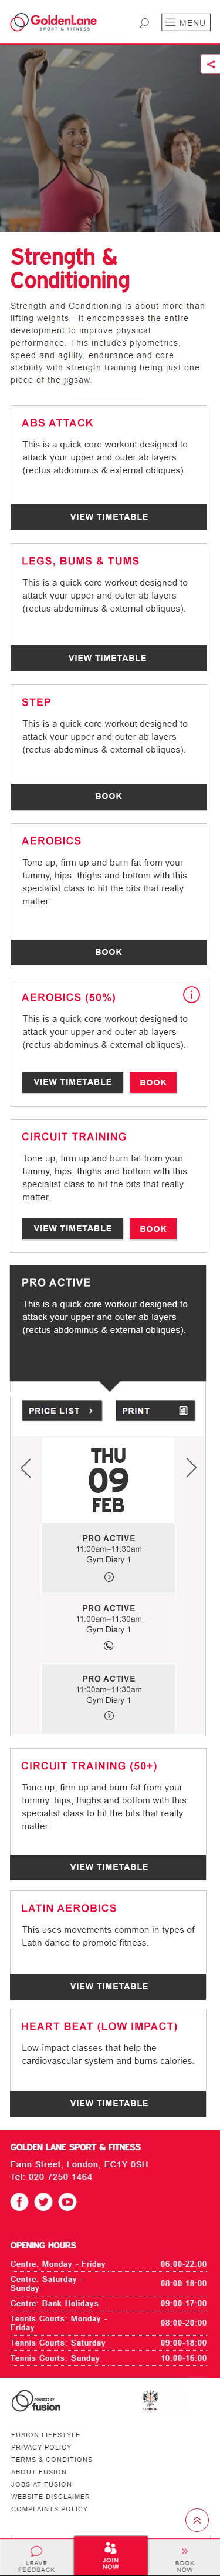 GoldenLane
SPORT & FITNESS
MENU
Strength &
Conditioning
Strength and Conditioning is about more than
lifting weights - it encompasses the entire
development to improve physical
performance. This includes plyometrics,
speed and agility, endurance and core
stability with strength training being just one
piece of the jigsaw.
ABS ATTACK
This is a quick core workout designed to
attack your upper and outer ab layers
(rectus abdominus & external obliques).
VIEW TIMETABLE
LEGS, BUMS & TUMS
This is a quick core workout designed to
attack your upper and outer ab layers
(rectus abdominus & external obliques).
VIEW TIMETABLE
STEP
This is a quick core workout designed to
attack your upper and outer ab layers
(rectus abdominus & external obliques).
BOOK
AEROBICS
Tone up, firm up and burn fat from your
tummy, hips, thighs and bottom with this
specialist class to hit the bits that really
matter
BOOK
AEROBICS (50%)
This is a quick core workout designed to
attack your upper and outer ab layers
(rectus abdominus & external obliques).
VIEW TIMETABLE BOOK
CIRCUIT TRAINING
Tone up, firm up and burn fat from your
tummy, hips, thighs and bottom with this
specialist class to hit the bits that really
matter.
VIEW TIMETABLE BOOK
PRO ACTIVE
This is a quick core workout designed to
attack your upper and outer ab layers
(rectus abdominus & external obliques).
PRICE LIST PRINT
THU
09
FEB
PRO ACTIVE
11:00am–11:30am
Gym Diary 1
PRO ACTIVE
11:00am–11:30am
Gym Diary 1
PRO ACTIVE
11:00am–11:30am
Gym Diary 1
CIRCUIT TRAINING (50+)
Tone up, firm up and burn fat from your
tummy, hips, thighs and bottom with this
specialist class to hit the bits that really
matter.
VIEW TIMETABLE
LATIN AEROBICS
This uses movements common in types of
Latin dance to promote fitness.
VIEW TIMETABLE
HEART BEAT (LOW IMPACT)
Low-impact classes that help the
cardiovascular system and burns calories.
VIEW TIMETABLE
GOLDEN LANE SPORT & FITNESS
Fann Street, London, EC1Y 0SH
Tel: 020 7250 1464
OPENING HOURS
Centre: Monday - Friday 06:00-22:00
Centre: Saturday -
Sunday 08:00-18:00
Centre: Bank Holidays 09:00-17:00
Tennis Courts: Monday -
Friday 08:00-20:00
Tennis Courts: Saturday 09:00-18:00
Tennis Courts: Sunday 10:00-16:00
POWERED BY
fusion
FUSION LIFESTYLE
PRIVACY POLICY
TERMS & CONDITIONS
ABOUT FUSION
JOBS AT FUSION
WEBSITE DISCLAIMER
COMPLAINTS POLICY
LEAVE
FEEDBACK
JOIN
NOW
BOOK
NOW